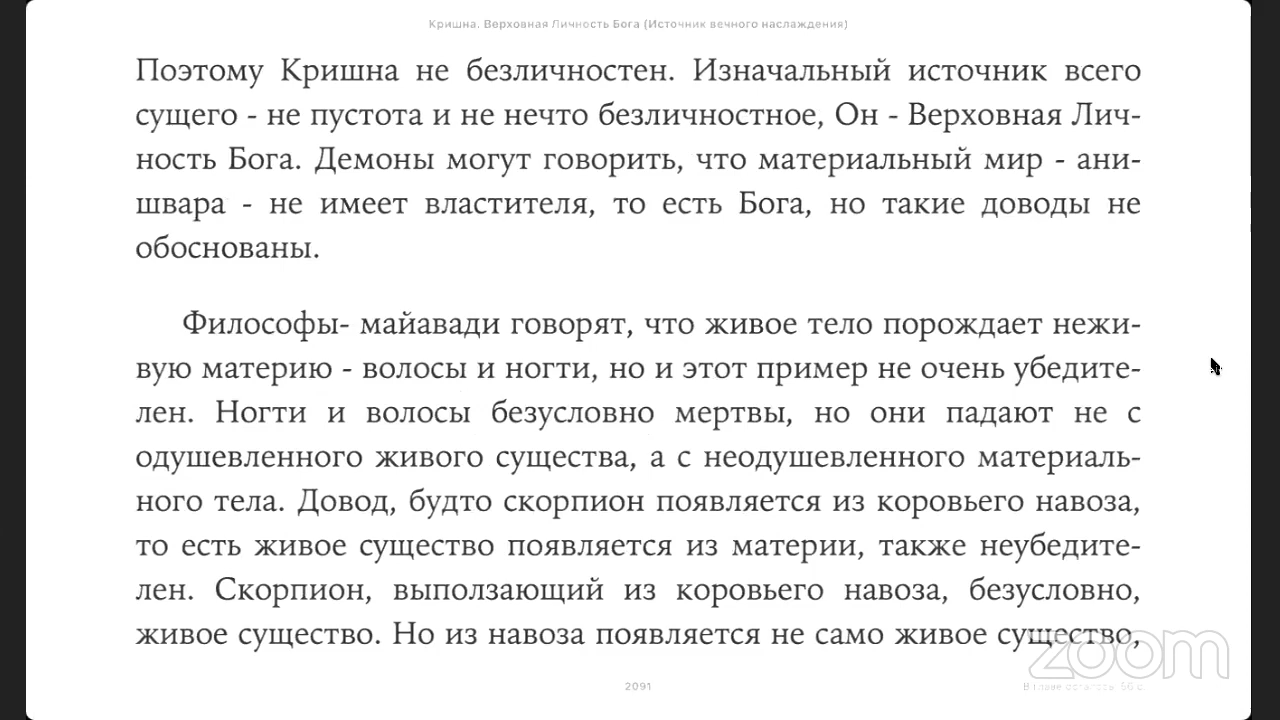 Кришна. Верховная Личность Бога (Источник вечного наслаждения)
Поэтому Кришна не безличностен. Изначальный источник всего
сущего - не пустота и не нечто безличностное, Он - Верховная Лич-
ность Бога. Демоны могут говорить, что материальный мир - ани-
швара - не имеет властителя, то есть Бога, но такие доводы не
обоснованы.
Философы- майавади говорят, что живое тело порождает нежи-
вую материю - волосы и ногти, но и этот пример не очень убедите-
лен. Ногти и волосы безусловно мертвы, но они падают не с
одушевленного живого существа, а с неодушевленного материаль-
ного тела. Довод, будто скорпион появляется из коровьего навоза,
то есть живое существо появляется из материи, также неубедите-
лен. Скорпион, выползающий из коровьего навоза, безусловно,
живое существо. Но из навоза появляется не само живое существо,
zoom
2091
В главе осталось